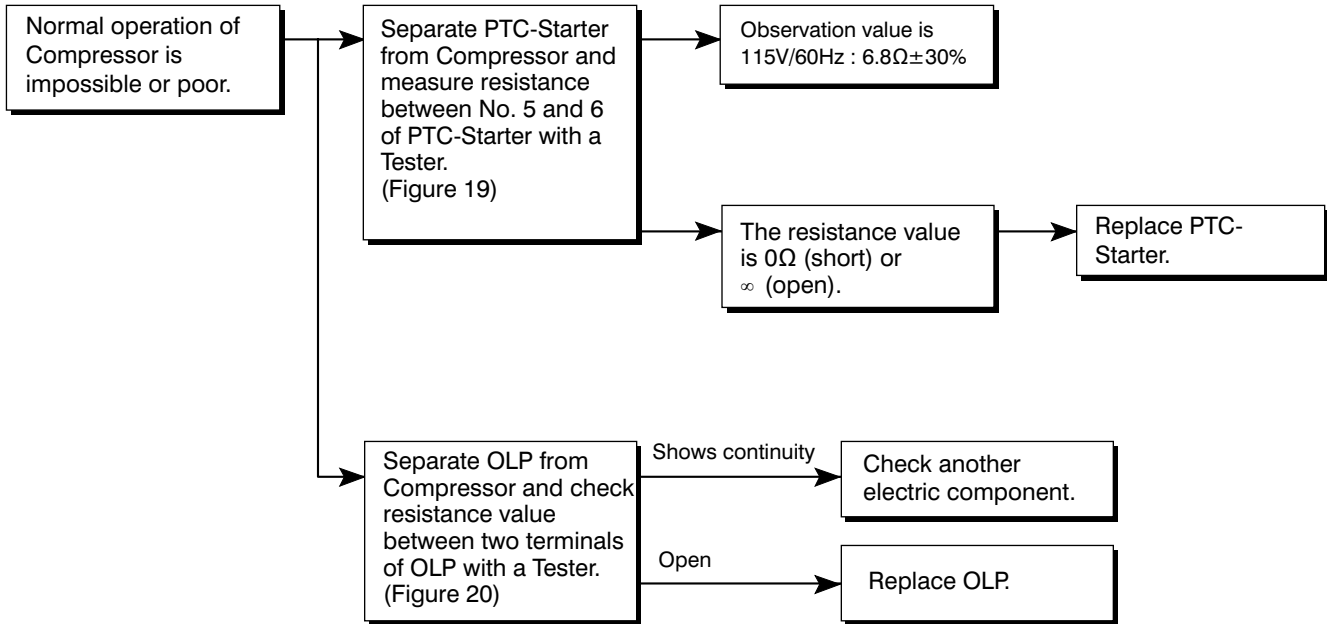 Normal operation of
Compressor is
impossible or poor.
Separate PTC-Starter
from Compressor and
measure resistance
between No. 5 and 6
of PTC-Starter with a
Tester.
(Figure 19)
Observation value is
115V/60Hz : 6.8Ω±30%
The resistance value
is 0Ω (short) or
∞ (open).
Replace PTC-
Starter.
Separate OLP from
Compressor and check
resistance value
between two terminals
of OLP with a Tester.
(Figure 20)
Shows continuity
Check another
electric component.
Open
Replace OLP.